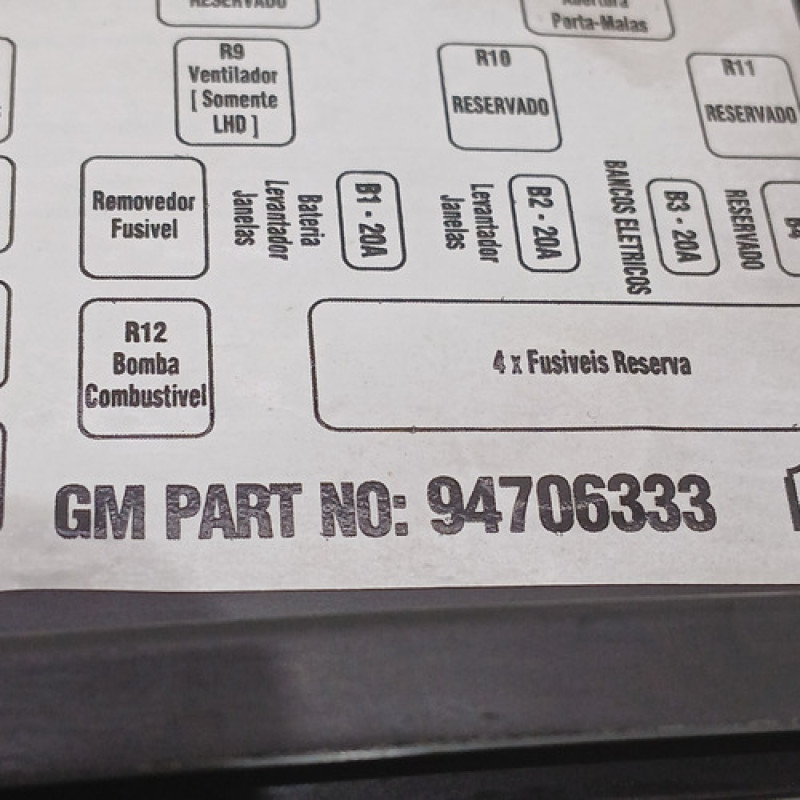 RESERVADO
Abertura
Porta-Malas
R9
Ventilador
[ Somente
LHD ]
R10
RESERVADO
R11
RESERVADO
Removedor
Fusivel
Bateria
Levantador
Janelas
B1 - 20A
Levantador
Janelas
B2 - 20A
BANCOS ELETRICOS
B3 - 20A
RESERVADO
B4
R12
Bomba
Combustivel
4 x Fusiveis Reserva
GM PART NO: 94706333